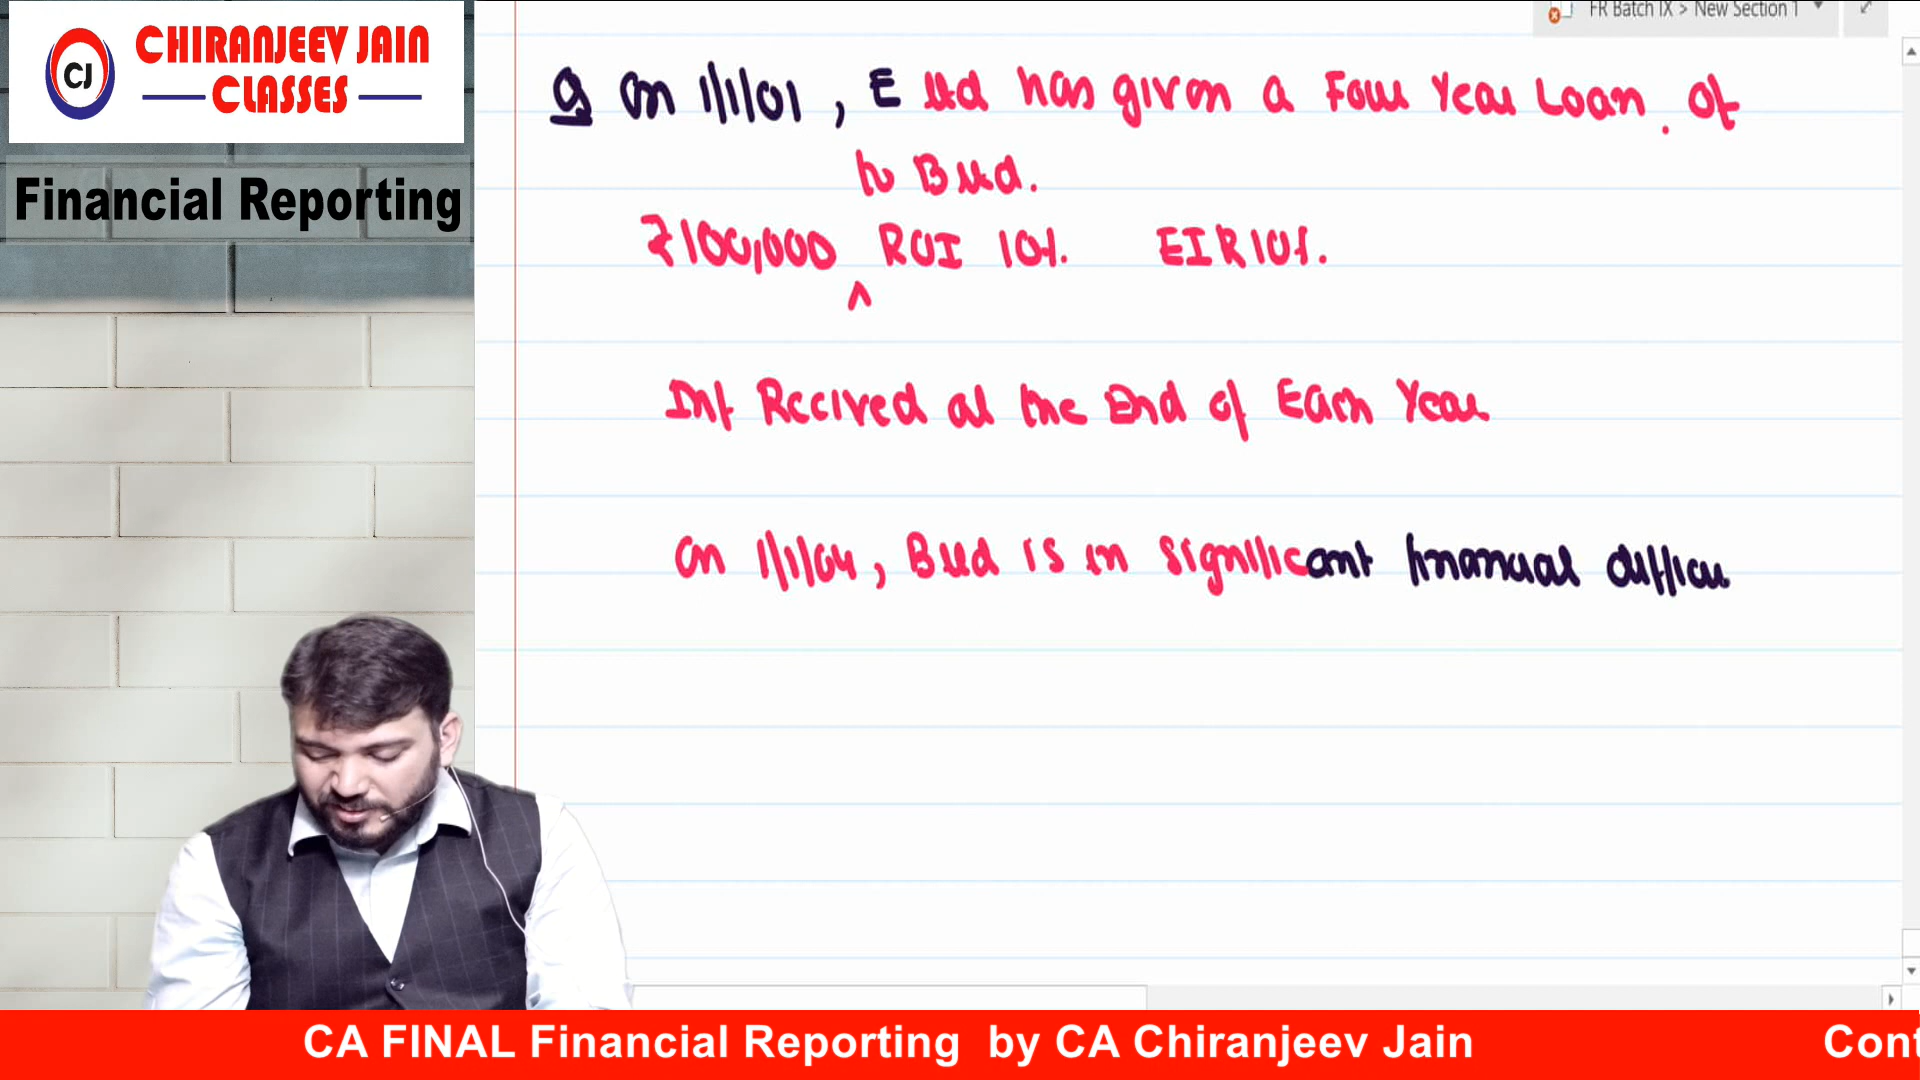 CHIRANJEEV JAIN
CJ
CLASSES
Financial Reporting
FR Batch IX > New Section 1
Q on 1/1/01, E Ltd has given a Four Year Loan. of
to B Ltd.
₹100,000 ^ ROI 10%. EIR 10%.
Int Recived at the End of Each Year
on 1/1/04, B Ltd is in significant financial difficu
CA FINAL Financial Reporting by CA Chiranjeev Jain
Cont